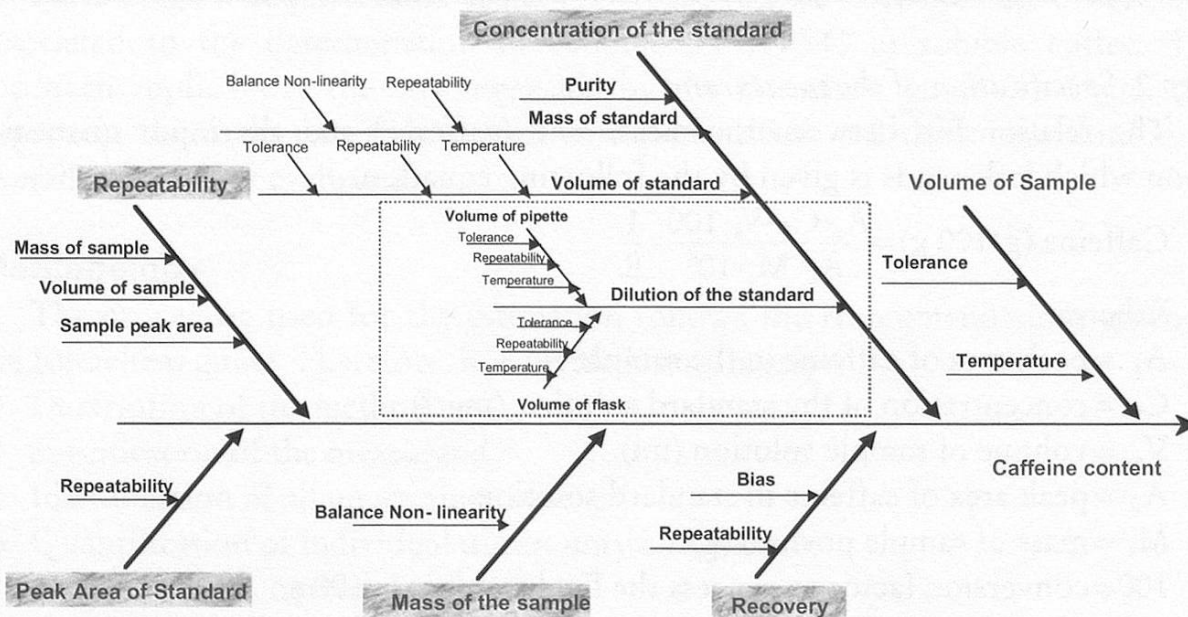 Concentration of the standard
Balance Non-linearity
Repeatability
Purity
Mass of standard
Tolerance
Repeatability
Temperature
Repeatability
Volume of standard
Volume of Sample
Volume of pipette
Mass of sample
Tolerance
Repeatability
Tolerance
Volume of sample
Temperature
Dilution of the standard
Sample peak area
Tolerance
Repeatability
Temperature
Temperature
Volume of flask
Caffeine content
Repeatability
Bias
Balance Non- linearity
Repeatability
Peak Area of Standard
Mass of the sample
Recovery